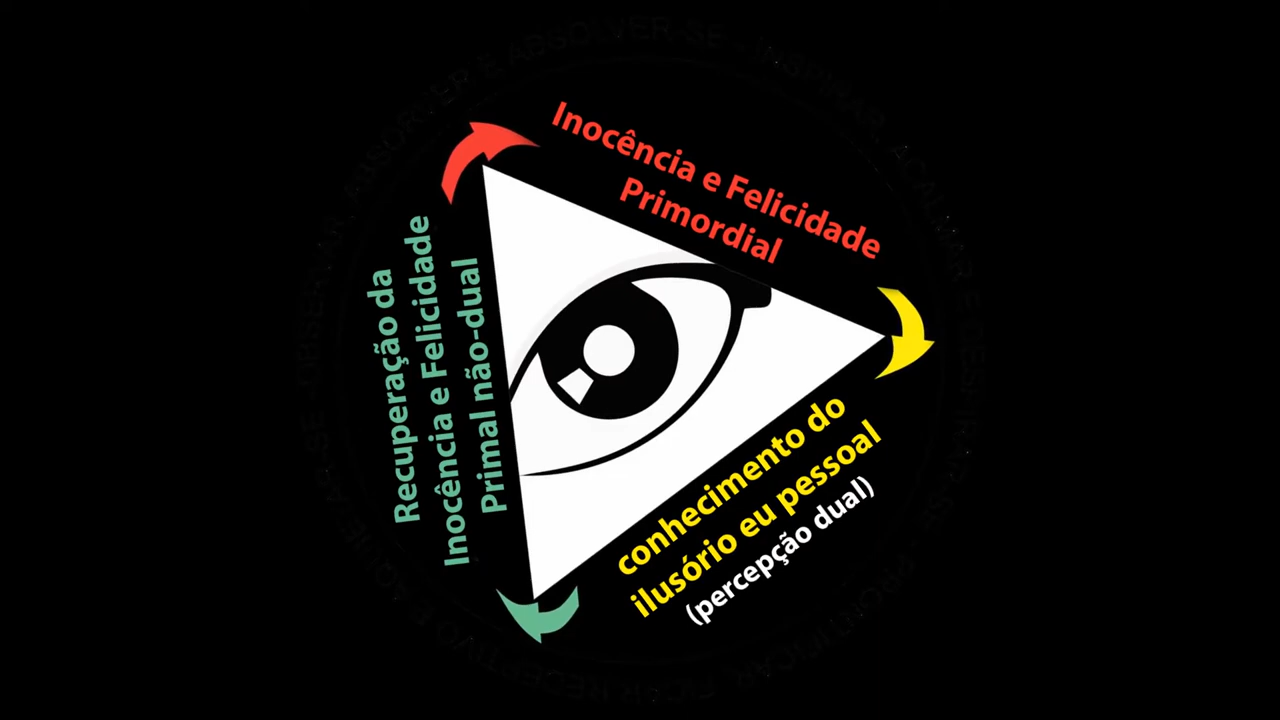 Inocência e Felicidade
Primordial
conhecimento do
ilusório eu pessoal
(percepção dual)
Recuperação da
Inocência e Felicidade
Primal não-dual